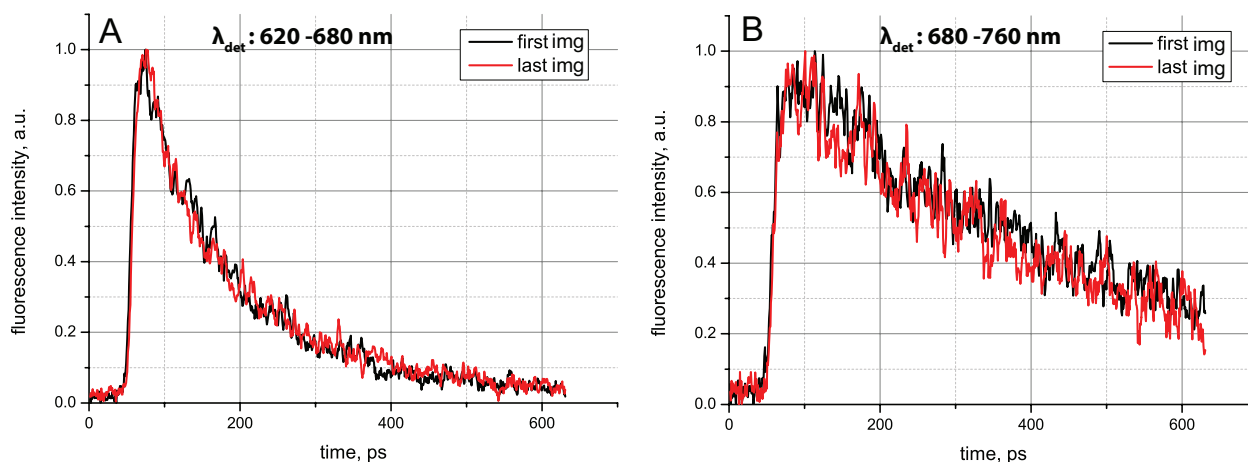 A
λdet : 620 -680 nm
first img
last img
1.0
0.8
0.6
0.4
0.2
0.0
fluorescence intensity, a.u.
0
200
400
600
time, ps
B
λdet : 680 -760 nm
first img
last img
1.0
0.8
0.6
0.4
0.2
0.0
fluorescence intensity, a.u.
0
200
400
600
time, ps